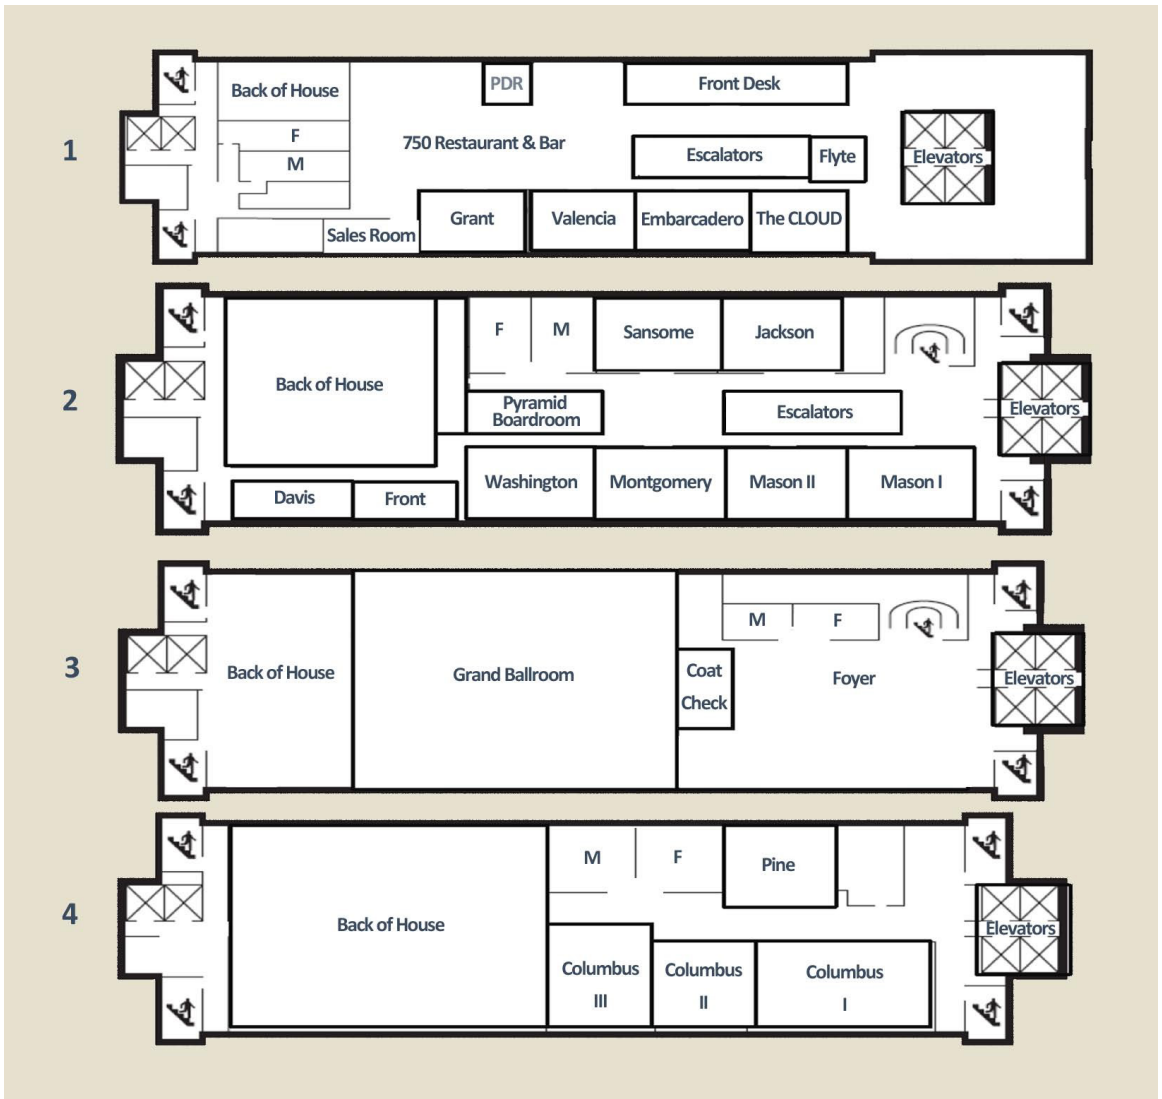 1
Back of House
F
M
PDR
Front Desk
750 Restaurant & Bar
Escalators
Flyte
Elevators
Sales Room
Grant
Valencia
Embarcadero
The CLOUD
2
Back of House
F
M
Sansome
Jackson
Pyramid
Boardroom
Escalators
Elevators
Davis
Front
Washington
Montgomery
Mason II
Mason I
3
Back of House
Grand Ballroom
Coat
Check
M
F
Foyer
Elevators
4
Back of House
M
F
Pine
Columbus
III
Columbus
II
Columbus
I
Elevators